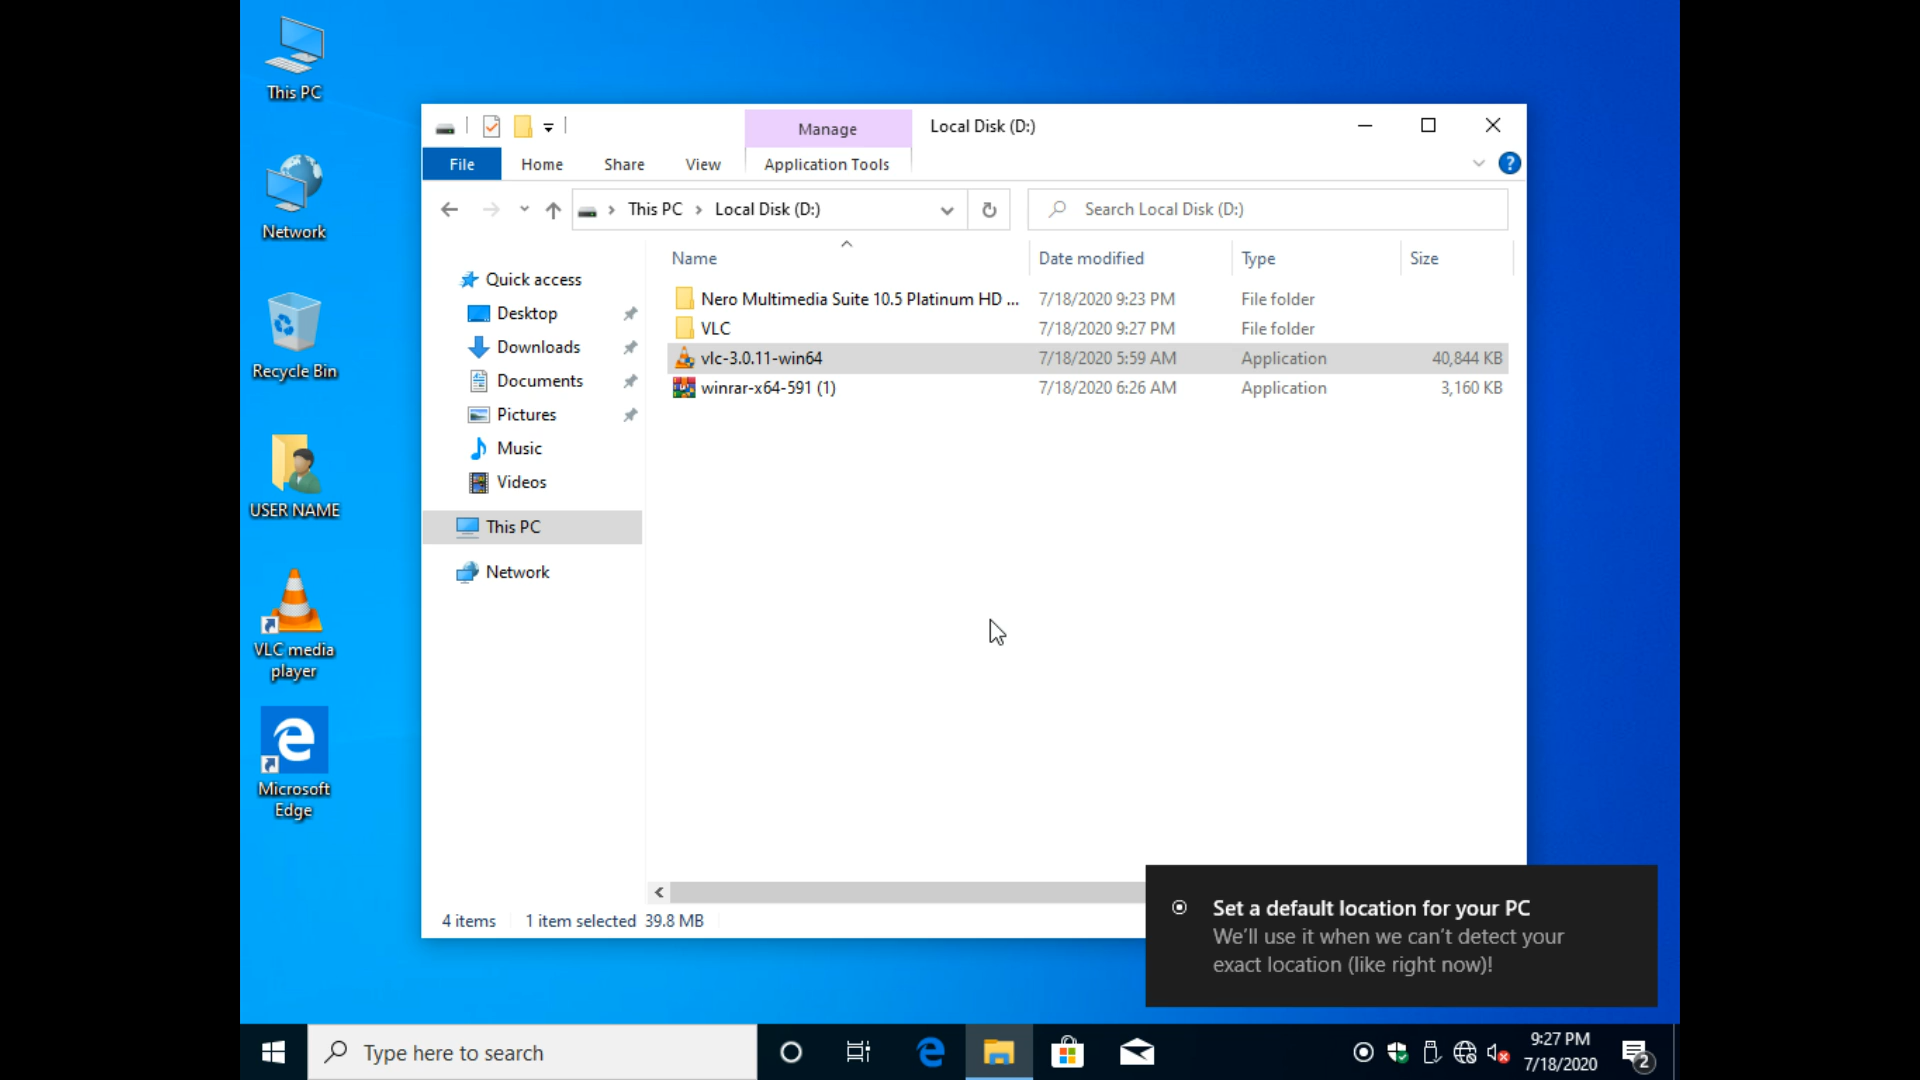 This PC
Network
Recycle Bin
USER NAME
VLC media
player
Microsoft
Edge
Manage
Local Disk (D:)
File
Home
Share
View
Application Tools
This PC
Local Disk (D:)
Search Local Disk (D:)
Quick access
Desktop
Downloads
Documents
Pictures
Music
Videos
This PC
Network
Name
Date modified
Type
Size
Nero Multimedia Suite 10.5 Platinum HD ... 7/18/2020 9:23 PM File folder
VLC 7/18/2020 9:27 PM File folder
vlc-3.0.11-win64 7/18/2020 5:59 AM Application 40,844 KB
winrar-x64-591 (1) 7/18/2020 6:26 AM Application 3,160 KB
4 items 1 item selected 39.8 MB
Set a default location for your PC
We'll use it when we can't detect your
exact location (like right now)!
Type here to search
9:27 PM
7/18/2020
2